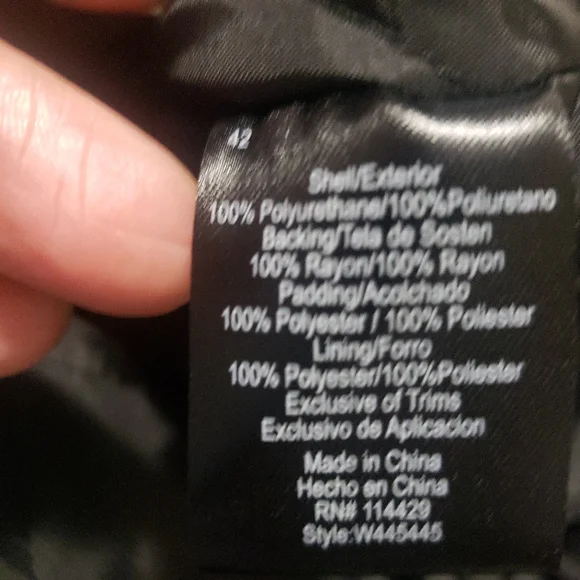 42
Shell/Exterior
100% Polyurethane/100%Poliuretano
Backing/Tela de Sosten
100% Rayon/100% Rayon
Padding/Acolchado
100% Polyester / 100% Poliester
Lining/Forro
100% Polyester/100%Poliester
Exclusive of Trims
Exclusivo de Aplicacion
Made in China
Hecho en China
RN# 114429
Style:W445445